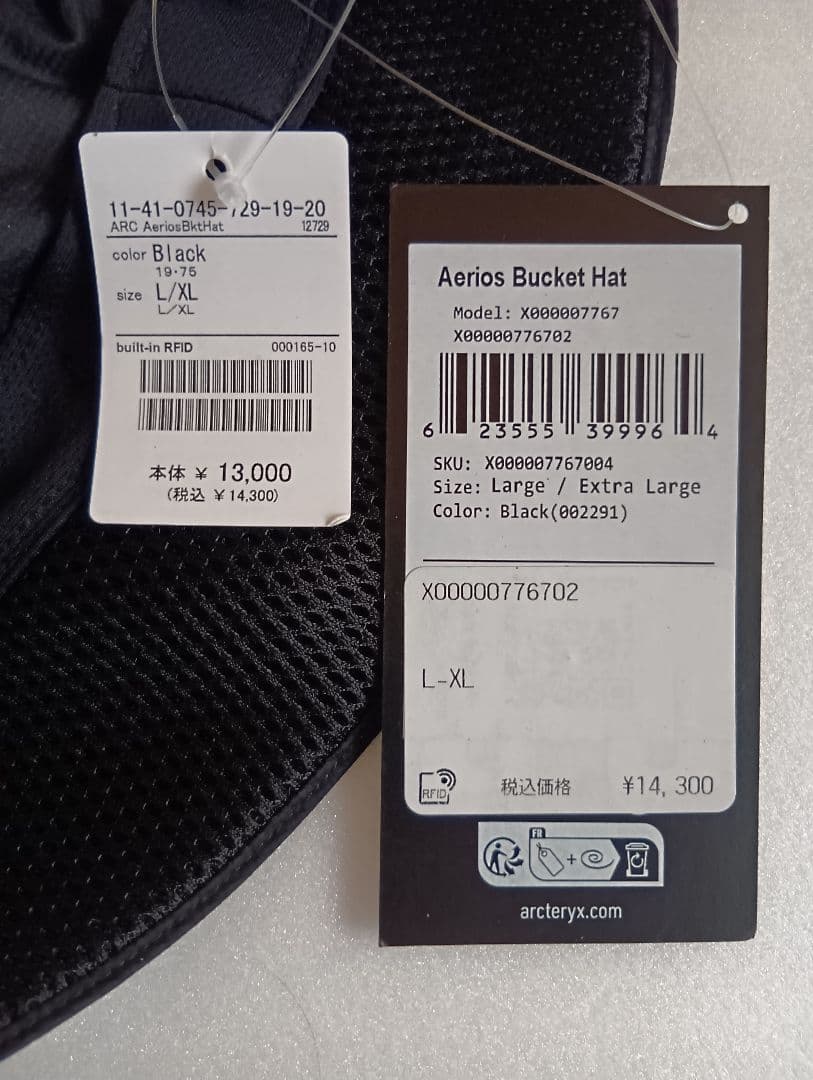 11-41-0745-729-19-20
ARC AeriosBktHat 12729
color Black
19・75
size L/XL
L/XL
built-in RFID 000165-10
本体 ¥ 13,000
(税込 ¥14,300)
Aerios Bucket Hat
Model: X000007767
X00000776702
6 23555 39996 4
SKU: X000007767004
Size: Large / Extra Large
Color: Black(002291)
X00000776702
L-XL
RFID 税込価格 ¥14,300
FR
arcteryx.com